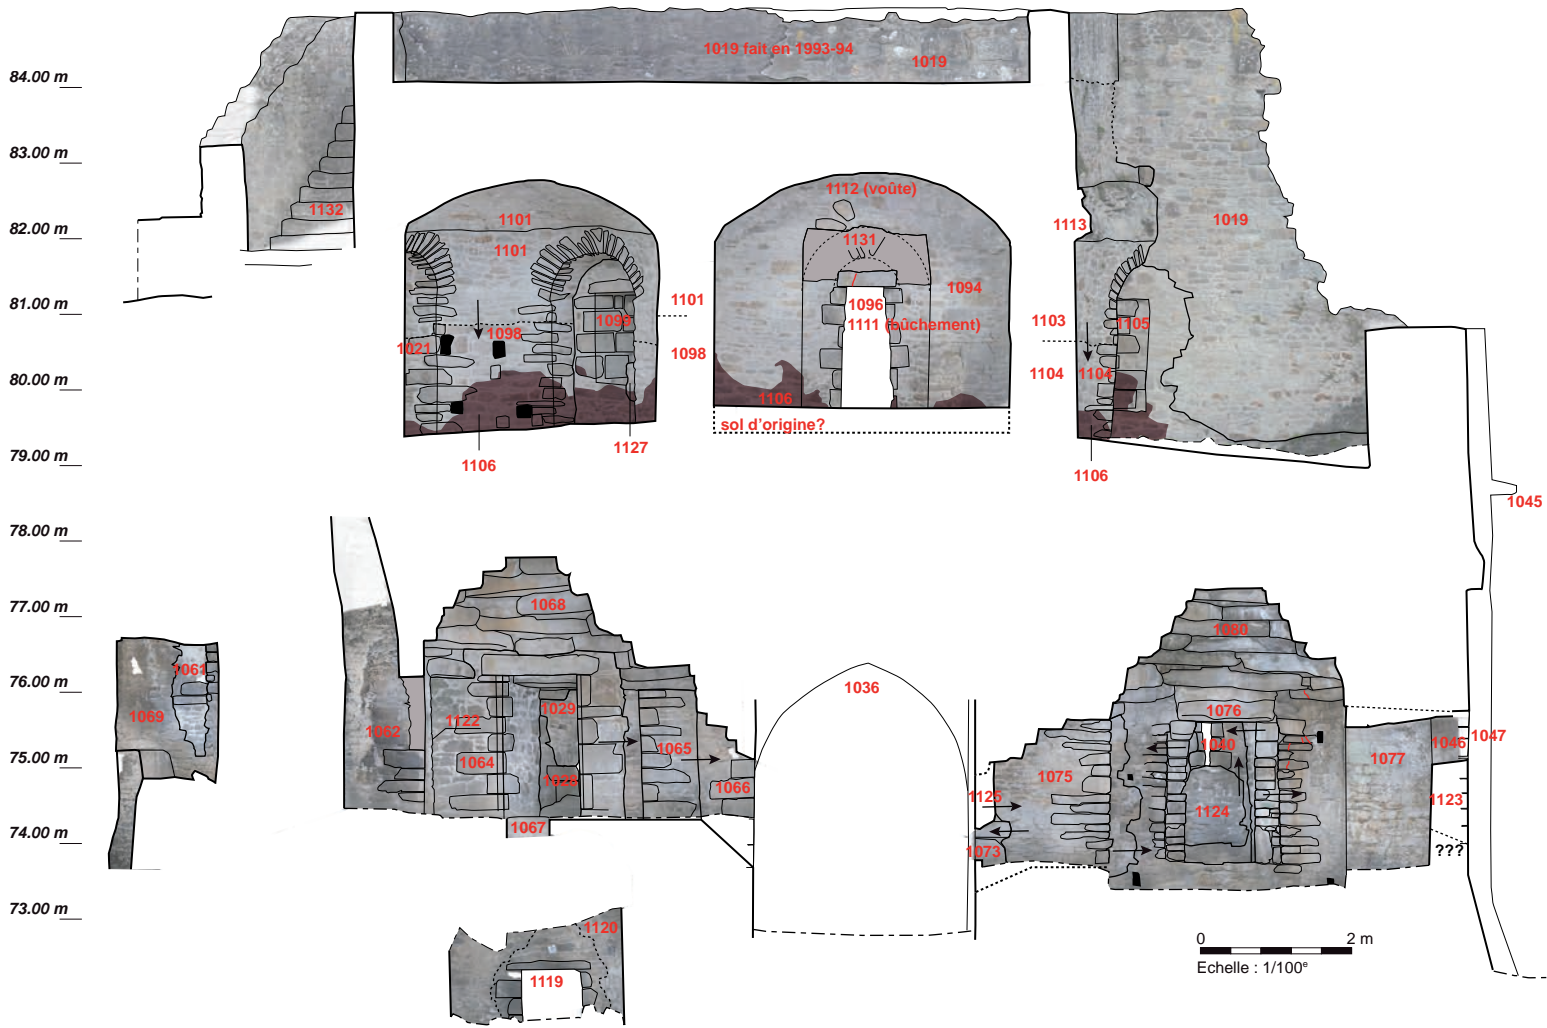 84.00 m
83.00 m
82.00 m
81.00 m
80.00 m
79.00 m
78.00 m
77.00 m
76.00 m
75.00 m
74.00 m
73.00 m
1019 fait en 1993-94
1019
1132
1101
1101
1021
1098
1099
1101
1098
1106
1127
1112 (voûte)
1131
1094
1096
1111 (bûchement)
1106
sol d'origine?
1113
1019
1103
1105
1104
1104
1106
1045
1061
1069
1062
1068
1122
1029
1064
1028
1065
1066
1067
1036
1080
1076
1040
1075
1125
1124
1073
1077
1046
1047
1123
???
1120
1119
0 2 m
Echelle : 1/100e